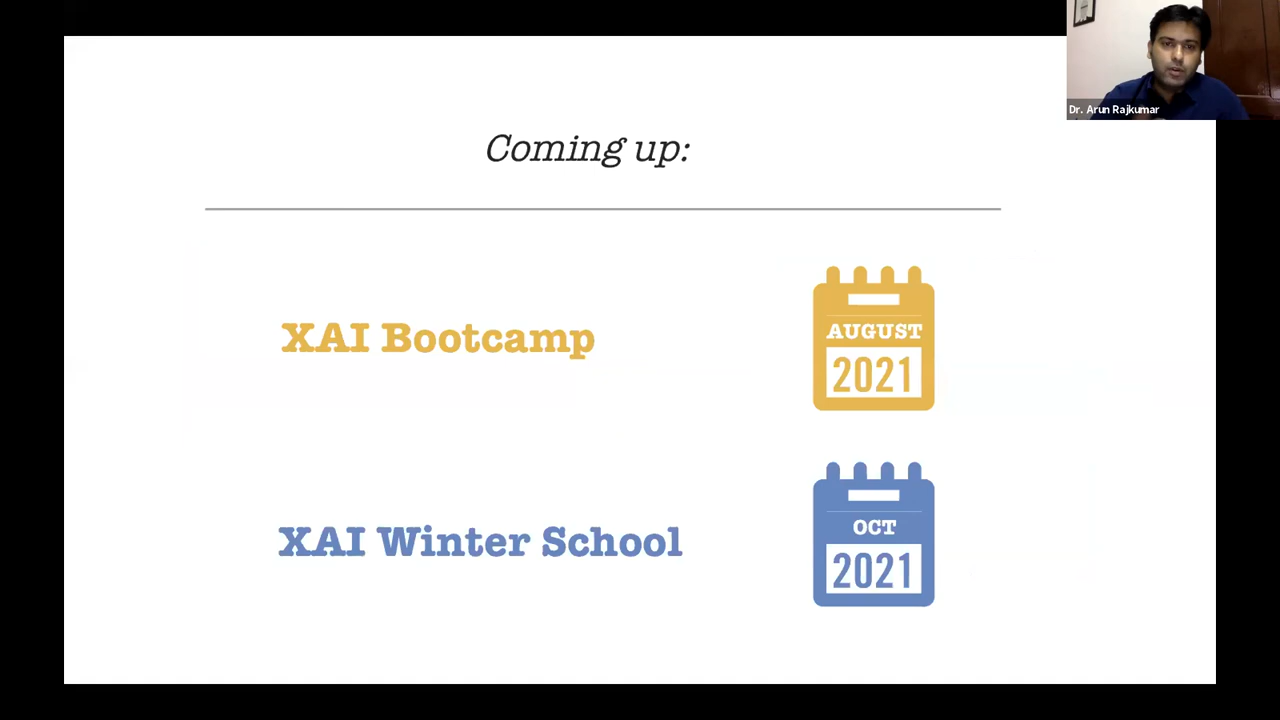 Dr. Arun Rajkumar
Coming up:
XAI Bootcamp
AUGUST
2021
XAI Winter School
OCT
2021